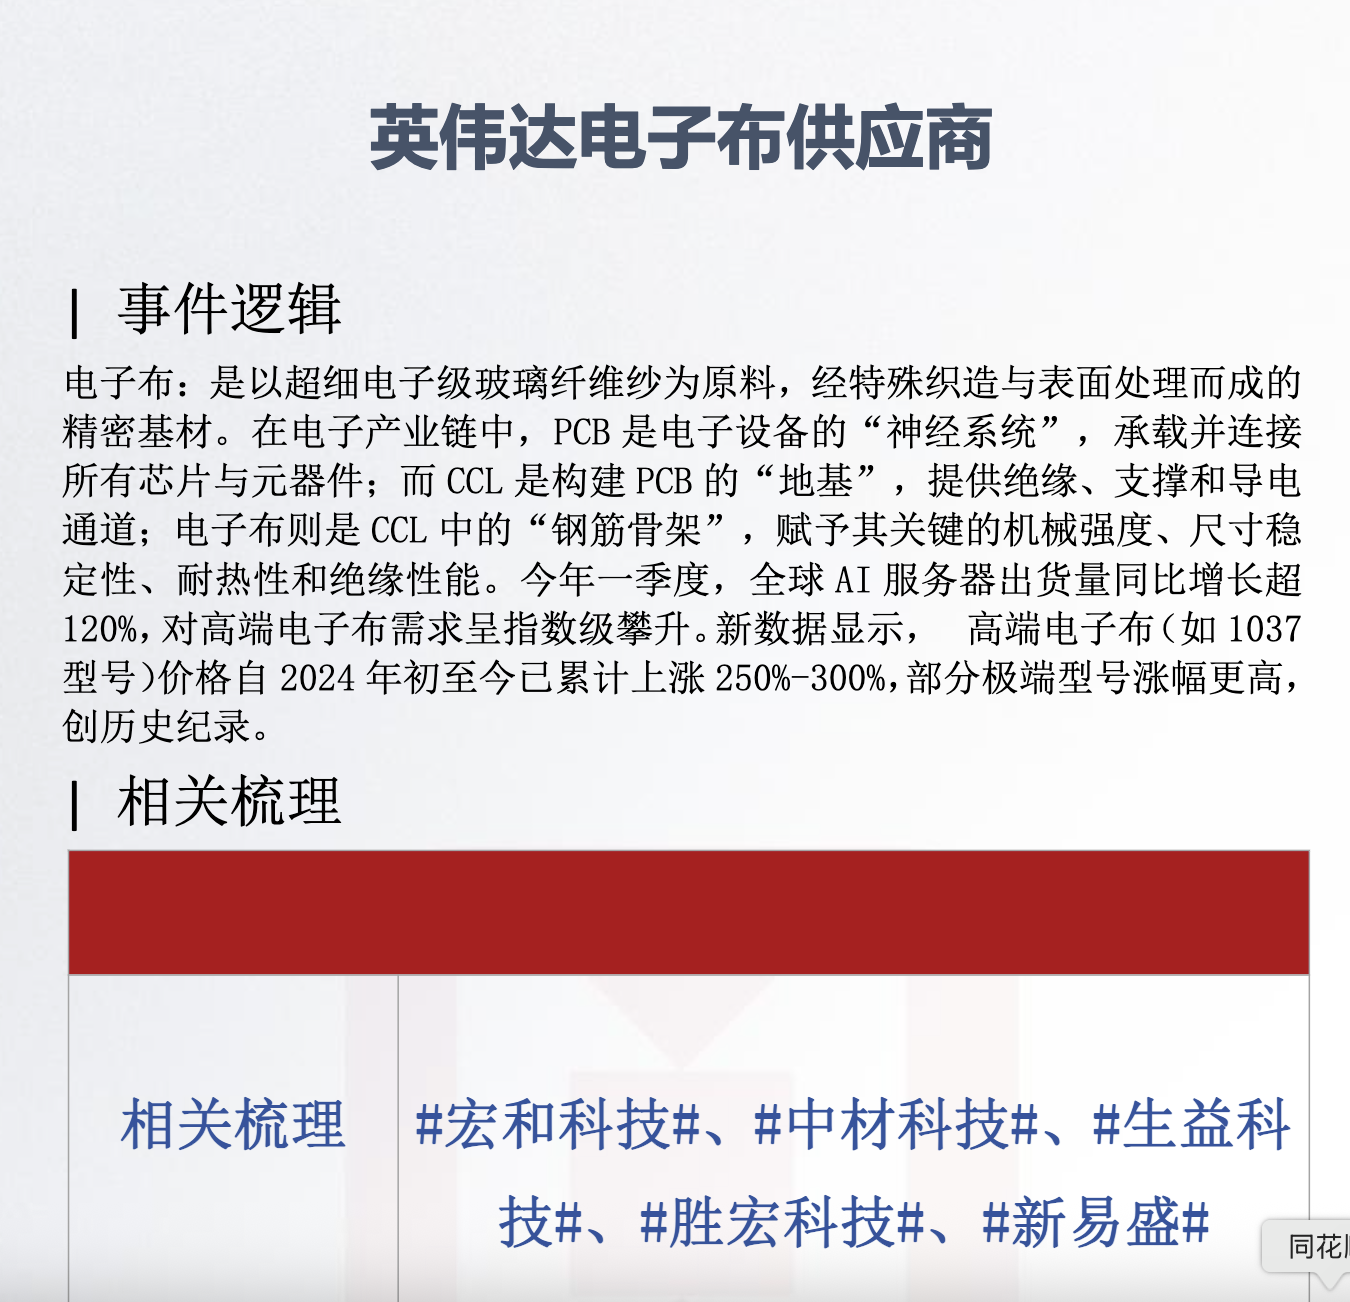 英伟达电子布供应商
| 事件逻辑
电子布：是以超细电子级玻璃纤维纱为原料，经特殊织造与表面处理而成的
精密基材。在电子产业链中，PCB 是电子设备的“神经系统”，承载并连接
所有芯片与元器件；而 CCL 是构建 PCB 的“地基”，提供绝缘、支撑和导电
通道；电子布则是 CCL 中的“钢筋骨架”，赋予其关键的机械强度、尺寸稳
定性、耐热性和绝缘性能。今年一季度，全球 AI 服务器出货量同比增长超
120%，对高端电子布需求呈指数级攀升。新数据显示， 高端电子布（如 1037
型号）价格自 2024 年初至今已累计上涨 250%-300%，部分极端型号涨幅更高，
创历史纪录。
| 相关梳理
相关梳理
#宏和科技#、#中材科技#、#生益科
技#、#胜宏科技#、#新易盛#
同花